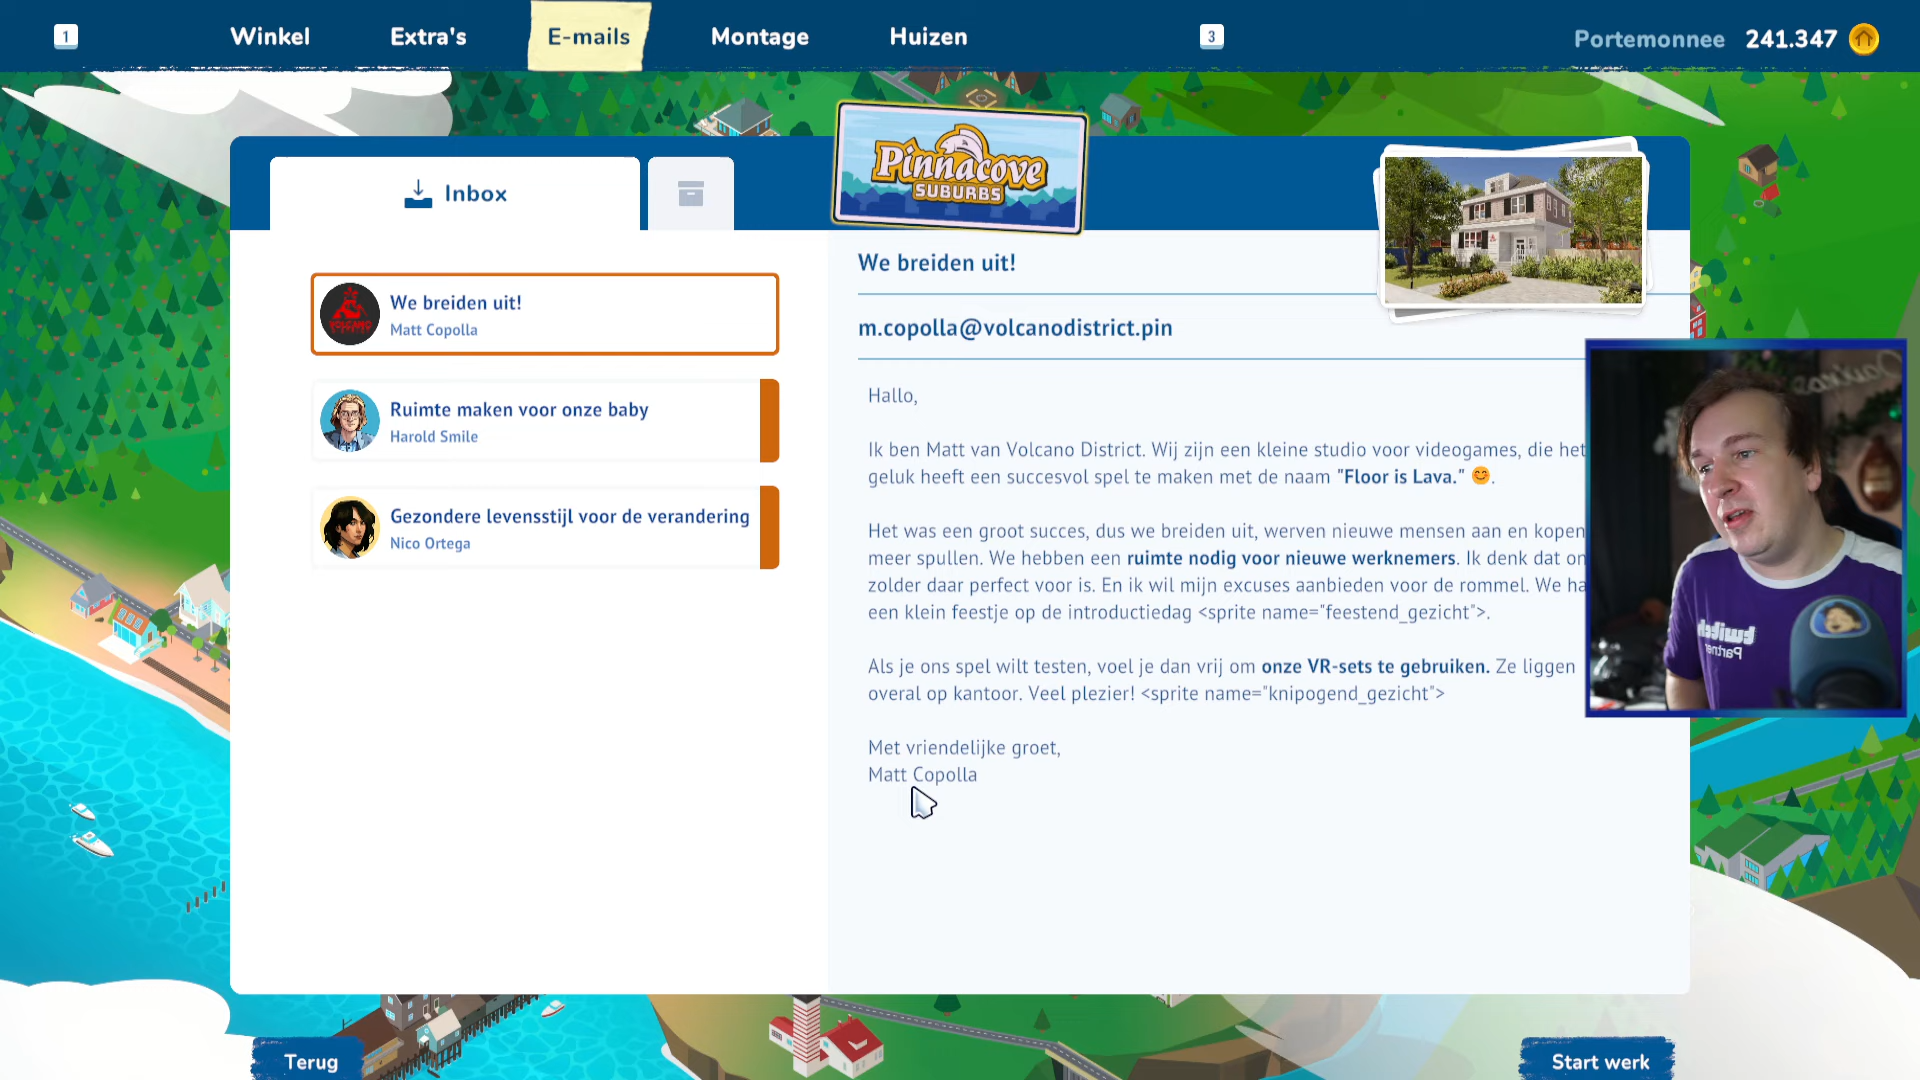 1 Winkel Extra's E-mails Montage Huizen 3 Portemonnee 241.347
Pinnacove
SUBURBS
Inbox
We breiden uit!
Matt Copolla
VOLCANO
Ruimte maken voor onze baby
Harold Smile
Gezondere levensstijl voor de verandering
Nico Ortega
We breiden uit!
m.copolla@volcanodistrict.pin
Hallo,
Ik ben Matt van Volcano District. Wij zijn een kleine studio voor videogames, die het
geluk heeft een succesvol spel te maken met de naam "Floor is Lava." 😊.
Het was een groot succes, dus we breiden uit, werven nieuwe mensen aan en kopen
meer spullen. We hebben een ruimte nodig voor nieuwe werknemers. Ik denk dat on
zolder daar perfect voor is. En ik wil mijn excuses aanbieden voor de rommel. We ha
een klein feestje op de introductiedag <sprite name="feestend_gezicht">.
Als je ons spel wilt testen, voel je dan vrij om onze VR-sets te gebruiken. Ze liggen
overal op kantoor. Veel plezier! <sprite name="knipogend_gezicht">
Met vriendelijke groet,
Matt Copolla
twitch
Partner
Terug
Start werk